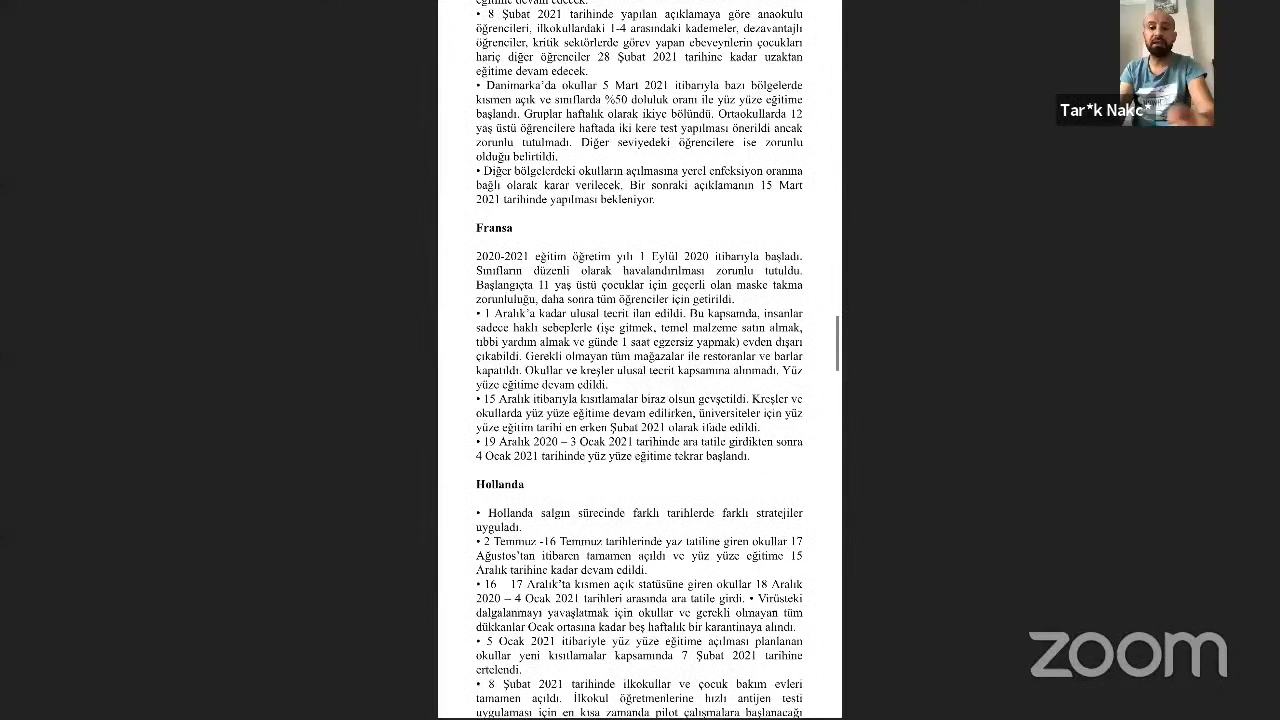 eğitime devam edecek.
• 8 Şubat 2021 tarihinde yapılan açıklamaya göre anaokulu
öğrencileri, ilkokullardaki 1-4 arasındaki kademeler, dezavantajlı
öğrenciler, kritik sektörlerde görev yapan ebeveynlerin çocukları
hariç diğer öğrenciler 28 Şubat 2021 tarihine kadar uzaktan
eğitime devam edecek.
• Danimarka’da okullar 5 Mart 2021 itibarıyla bazı bölgelerde
kısmen açık ve sınıflarda %50 doluluk oranı ile yüz yüze eğitime
başlandı. Gruplar haftalık olarak ikiye bölündü. Ortaokullarda 12
yaş üstü öğrencilere haftada iki kere test yapılması önerildi ancak
zorunlu tutulmadı. Diğer seviyedeki öğrencilere ise zorunlu
olduğu belirtildi.
• Diğer bölgelerdeki okulların açılmasına yerel enfeksiyon oranına
bağlı olarak karar verilecek. Bir sonraki açıklamanın 15 Mart
2021 tarihinde yapılması bekleniyor.
Fransa
2020-2021 eğitim öğretim yılı 1 Eylül 2020 itibarıyla başladı.
Sınıfların düzenli olarak havalandırılması zorunlu tutuldu.
Başlangıçta 11 yaş üstü çocuklar için geçerli olan maske takma
zorunluluğu, daha sonra tüm öğrenciler için getirildi.
• 1 Aralık’a kadar ulusal tecrit ilan edildi. Bu kapsamda, insanlar
sadece haklı sebeplerle (işe gitmek, temel malzeme satın almak,
tıbbi yardım almak ve günde 1 saat egzersiz yapmak) evden dışarı
çıkabildi. Gerekli olmayan tüm mağazalar ile restoranlar ve barlar
kapatıldı. Okullar ve kreşler ulusal tecrit kapsamına alınmadı. Yüz
yüze eğitime devam edildi.
• 15 Aralık itibarıyla kısıtlamalar biraz olsun gevşetildi. Kreşler ve
okullarda yüz yüze eğitime devam edilirken, üniversiteler için yüz
yüze eğitim tarihi en erken Şubat 2021 olarak ifade edildi.
• 19 Aralık 2020 – 3 Ocak 2021 tarihinde ara tatile girdikten sonra
4 Ocak 2021 tarihinde yüz yüze eğitime tekrar başlandı.
Hollanda
• Hollanda salgın sürecinde farklı tarihlerde farklı stratejiler
uyguladı.
• 2 Temmuz -16 Temmuz tarihlerinde yaz tatiline giren okullar 17
Ağustos’tan itibaren tamamen açıldı ve yüz yüze eğitime 15
Aralık tarihine kadar devam edildi.
• 16 17 Aralık’ta kısmen açık statüsüne giren okullar 18 Aralık
2020 – 4 Ocak 2021 tarihleri arasında ara tatile girdi. • Virüsteki
dalgalanmayı yavaşlatmak için okullar ve gerekli olmayan tüm
dükkanlar Ocak ortasına kadar beş haftalık bir karantinaya alındı.
• 5 Ocak 2021 itibariyle yüz yüze eğitime açılması planlanan
okullar yeni kısıtlamalar kapsamında 7 Şubat 2021 tarihine
ertelendi.
• 8 Şubat 2021 tarihinde ilkokullar ve çocuk bakım evleri
tamamen açıldı. İlkokul öğretmenlerine hızlı antijen testi
uygulaması için en kısa zamanda pilot çalışmalara başlanacağı
Tar*k Nakc*
zoom